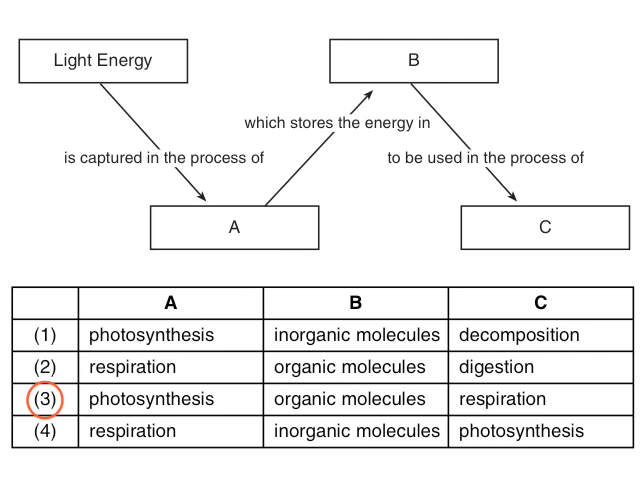 Light Energy
B
which stores the energy in
is captured in the process of
to be used in the process of
A
C
A B C
(1) photosynthesis inorganic molecules decomposition
(2) respiration organic molecules digestion
(3) photosynthesis organic molecules respiration
(4) respiration inorganic molecules photosynthesis